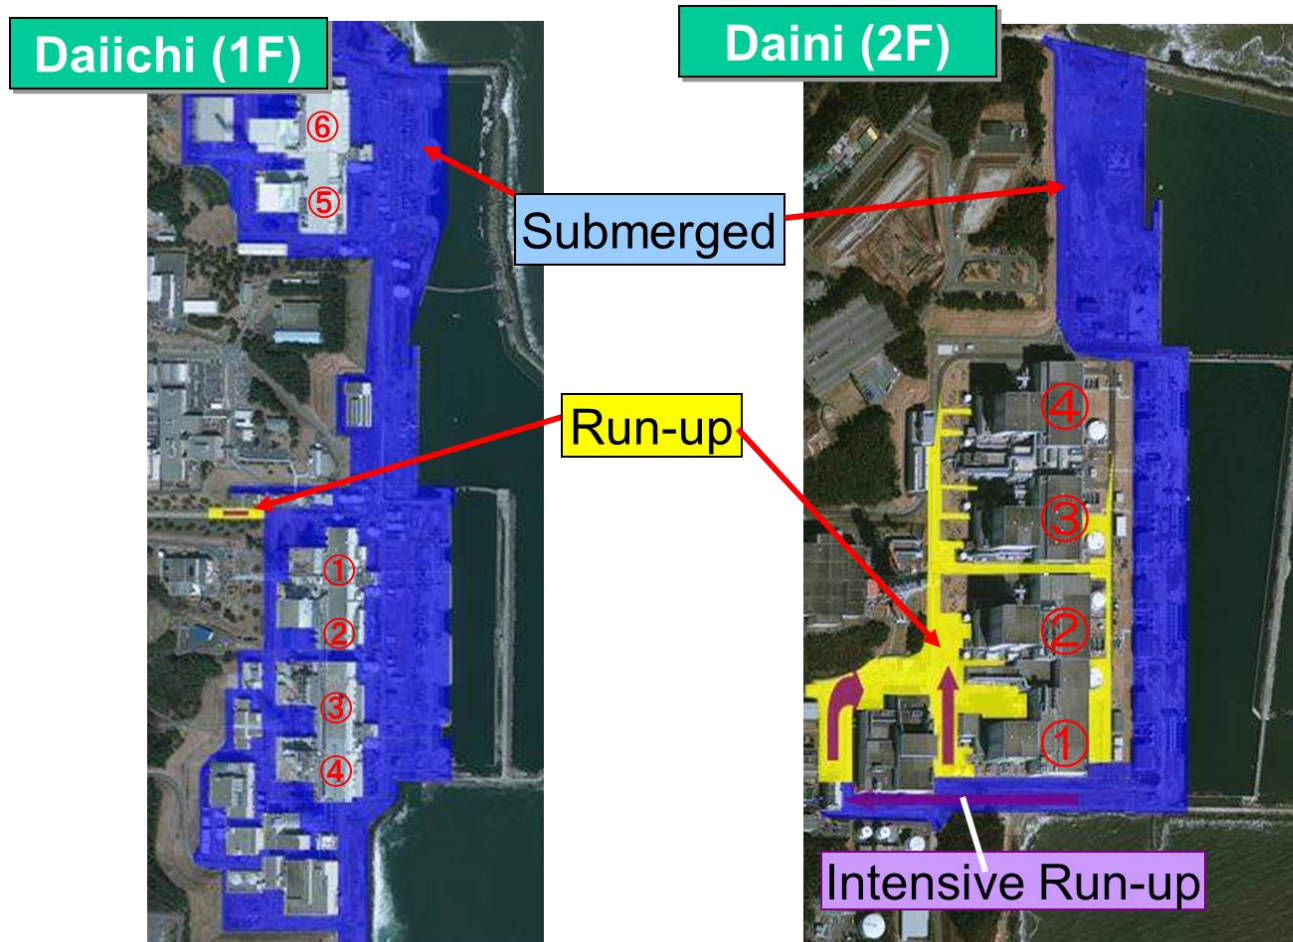 Daiichi (1F)
Daini (2F)
⑥
⑤
Submerged
Run-up
①
②
③
④
④
③
②
①
Intensive Run-up